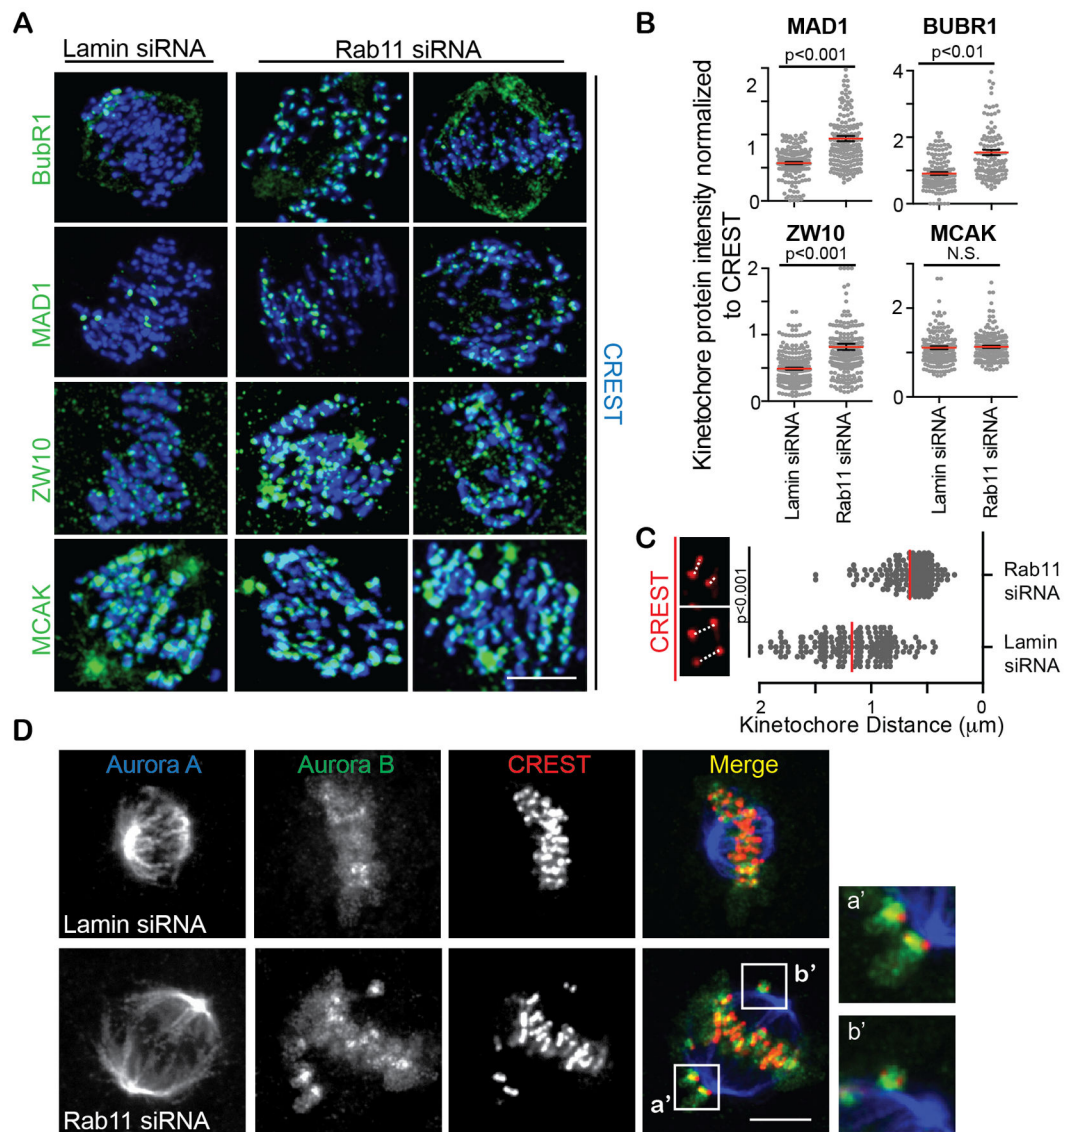 A
Lamin siRNA
Rab11 siRNA
BubR1
MAD1
ZW10
MCAK
CREST
B
Kinetochore protein intensity normalized
to CREST
MAD1
p<0.001
2
1
0
BUBR1
p<0.01
4
2
0
ZW10
p<0.001
2
1
0
MCAK
N.S.
2
1
0
Lamin siRNA
Rab11 siRNA
Lamin siRNA
Rab11 siRNA
C
CREST
p<0.001
Rab11
siRNA
Lamin
siRNA
2
1
0
Kinetochore Distance (μm)
D
Aurora A
Aurora B
CREST
Merge
Lamin siRNA
Rab11 siRNA
b’
a’
a’
b’